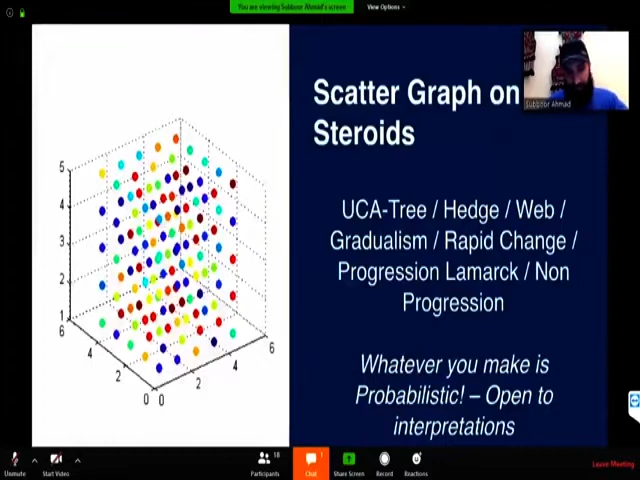 You are viewing Subboor Ahmad's screen
View Options
Scatter Graph on
Steroids
Subboor Ahmad
UCA-Tree / Hedge / Web /
Gradualism / Rapid Change /
Progression Lamarck / Non
Progression
Whatever you make is
Probabilistic! – Open to
interpretations
5
4
3
2
1
6
4
2
0
0
2
4
6
Unmute
Start Video
Participants
18
Chat
1
Share Screen
Record
Reactions
Leave Meeting